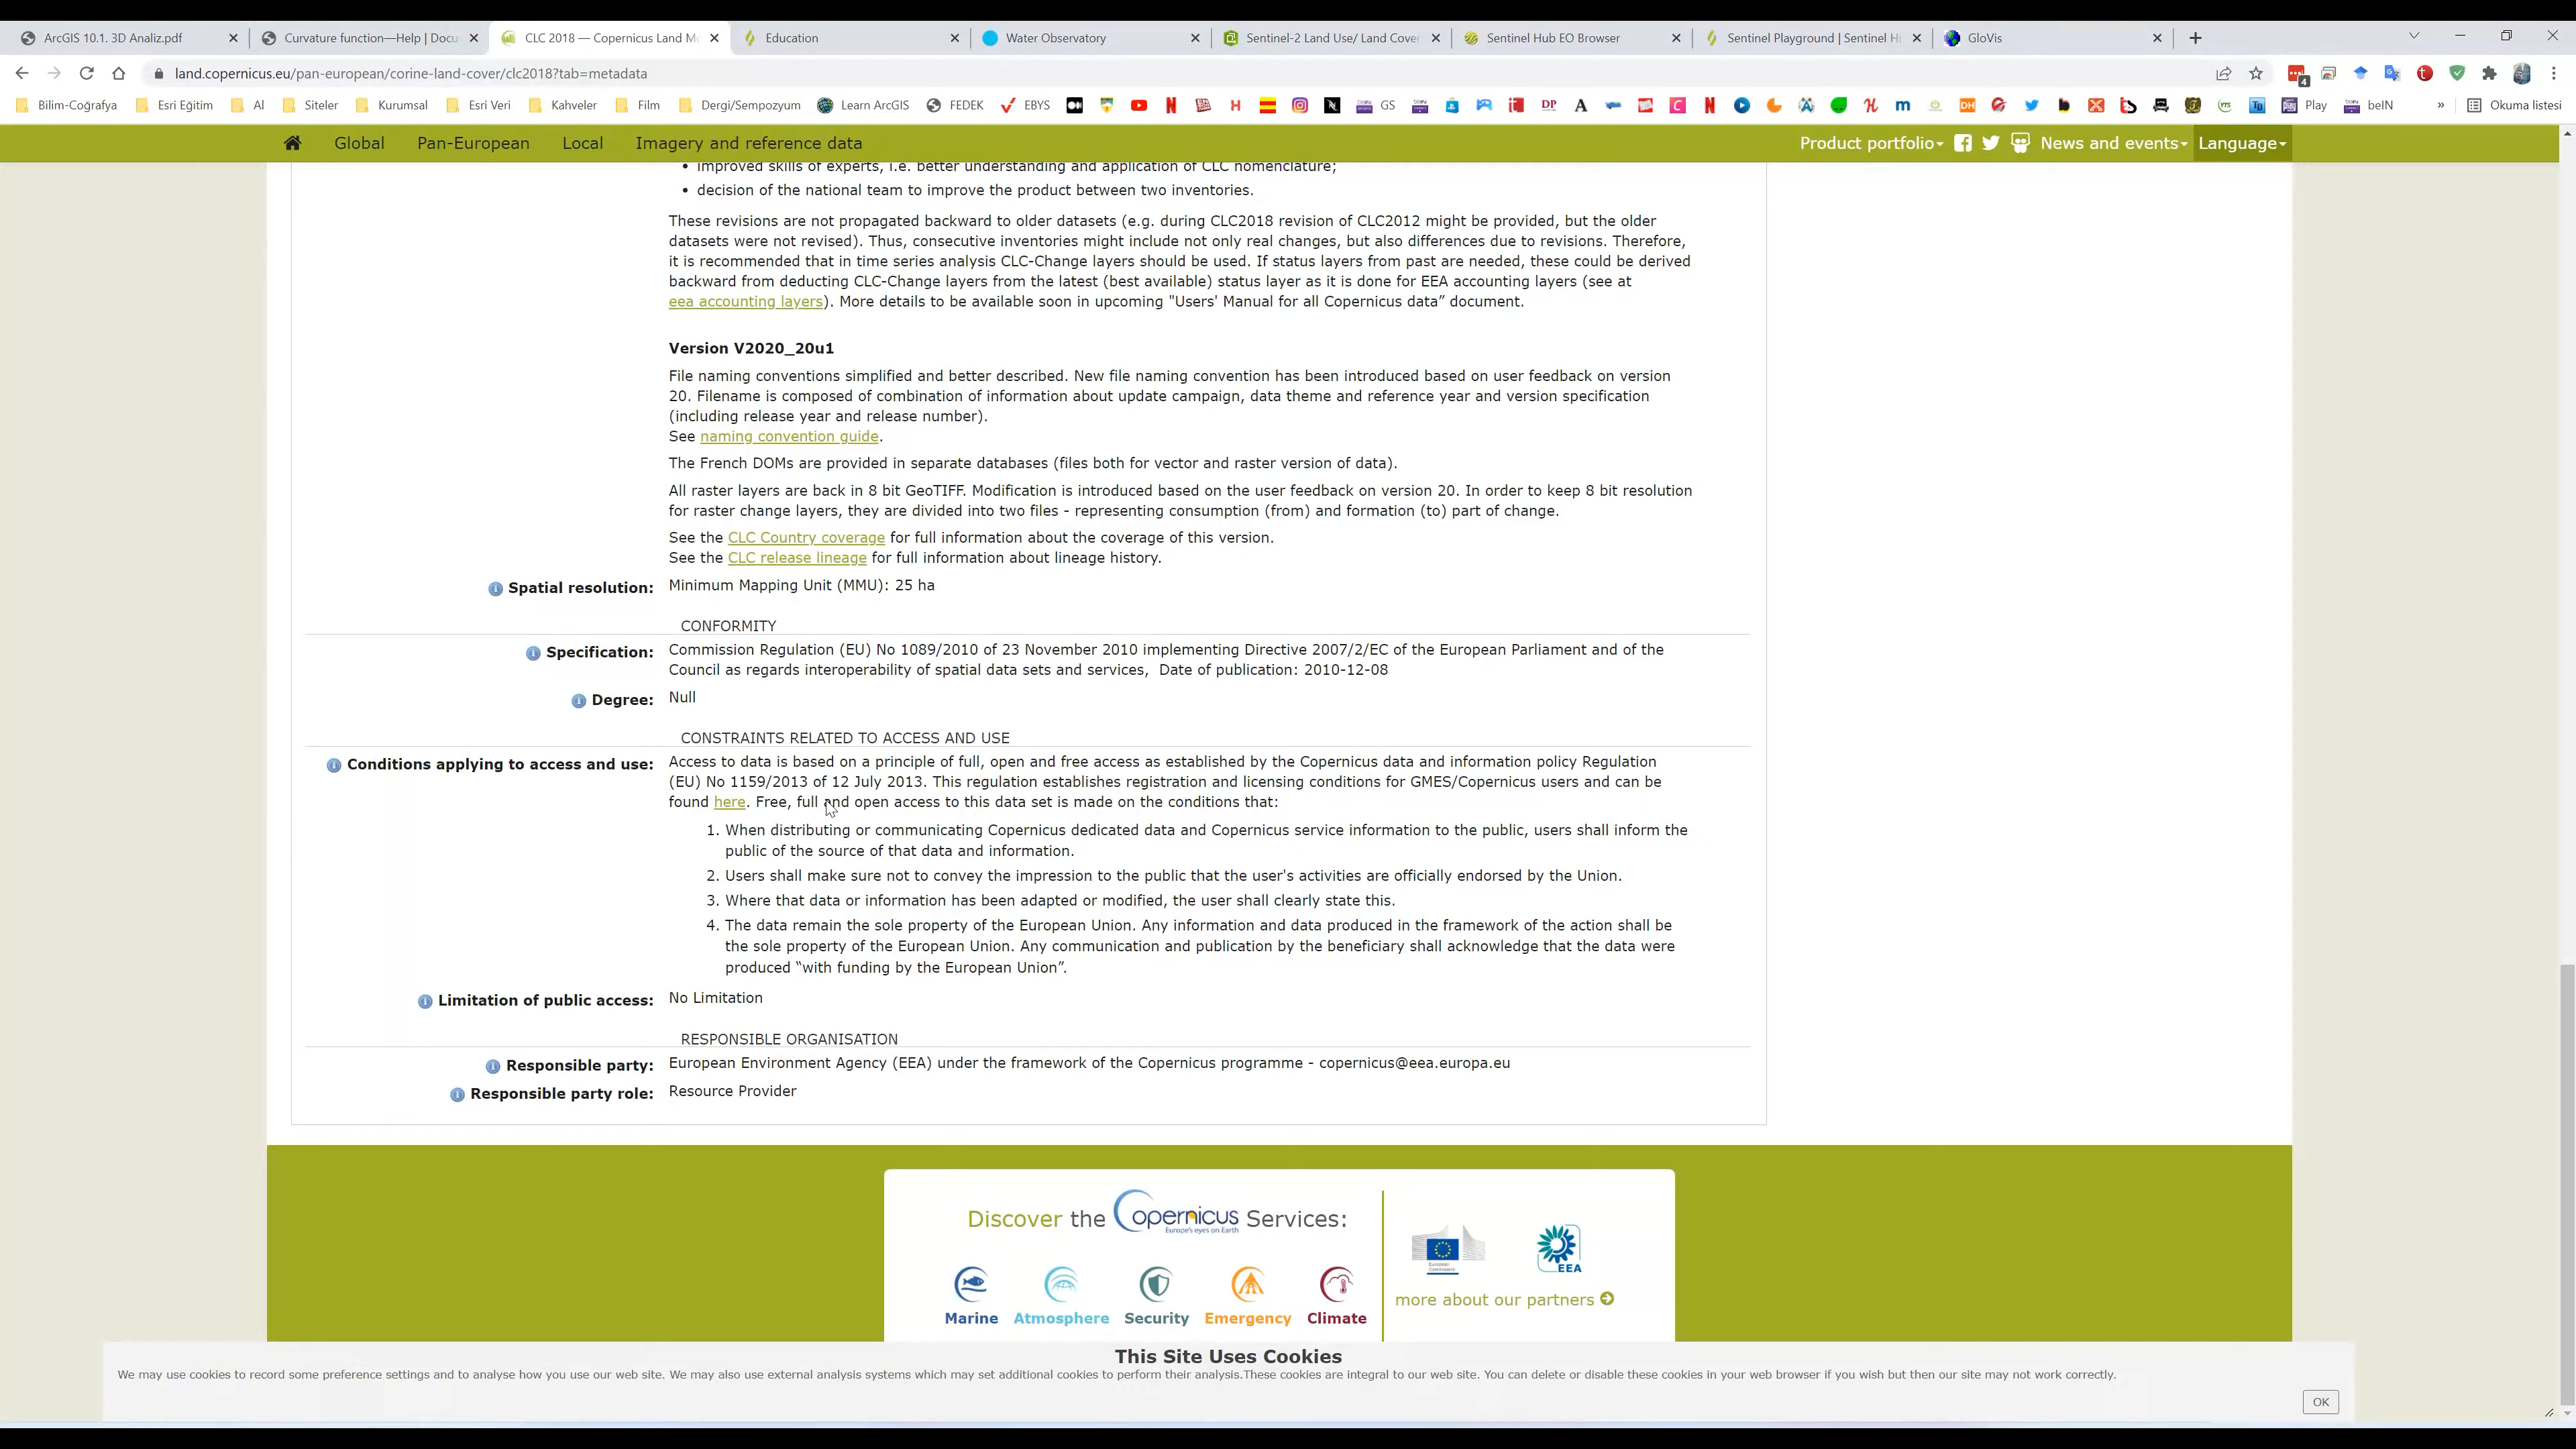 ArcGIS 10.1. 3D Analiz.pdf
Curvature function—Help | Docu
CLC 2018 — Copernicus Land M
Education
Water Observatory
Sentinel-2 Land Use/ Land Cover
Sentinel Hub EO Browser
Sentinel Playground | Sentinel H
GloVis
land.copernicus.eu/pan-european/corine-land-cover/clc2018?tab=metadata
4
Bilim-Coğrafya
Esri Eğitim
Al
Siteler
Kurumsal
Esri Veri
Kahveler
Film
Dergi/Sempozyum
Learn ArcGIS
FEDEK
EBYS
GS
Play
beIN
»
Okuma listesi
Global
Pan-European
Local
Imagery and reference data
Product portfolio
News and events
Language
• improved skills of experts, i.e. better understanding and application of CLC nomenclature;
• decision of the national team to improve the product between two inventories.
These revisions are not propagated backward to older datasets (e.g. during CLC2018 revision of CLC2012 might be provided, but the older
datasets were not revised). Thus, consecutive inventories might include not only real changes, but also differences due to revisions. Therefore,
it is recommended that in time series analysis CLC-Change layers should be used. If status layers from past are needed, these could be derived
backward from deducting CLC-Change layers from the latest (best available) status layer as it is done for EEA accounting layers (see at
eea accounting layers). More details to be available soon in upcoming "Users' Manual for all Copernicus data” document.
Version V2020_20u1
File naming conventions simplified and better described. New file naming convention has been introduced based on user feedback on version
20. Filename is composed of combination of information about update campaign, data theme and reference year and version specification
(including release year and release number).
See naming convention guide.
The French DOMs are provided in separate databases (files both for vector and raster version of data).
All raster layers are back in 8 bit GeoTIFF. Modification is introduced based on the user feedback on version 20. In order to keep 8 bit resolution
for raster change layers, they are divided into two files - representing consumption (from) and formation (to) part of change.
See the CLC Country coverage for full information about the coverage of this version.
See the CLC release lineage for full information about lineage history.
Spatial resolution: Minimum Mapping Unit (MMU): 25 ha
CONFORMITY
Specification: Commission Regulation (EU) No 1089/2010 of 23 November 2010 implementing Directive 2007/2/EC of the European Parliament and of the
Council as regards interoperability of spatial data sets and services, Date of publication: 2010-12-08
Degree: Null
CONSTRAINTS RELATED TO ACCESS AND USE
Conditions applying to access and use: Access to data is based on a principle of full, open and free access as established by the Copernicus data and information policy Regulation
(EU) No 1159/2013 of 12 July 2013. This regulation establishes registration and licensing conditions for GMES/Copernicus users and can be
found here. Free, full and open access to this data set is made on the conditions that:
1. When distributing or communicating Copernicus dedicated data and Copernicus service information to the public, users shall inform the
public of the source of that data and information.
2. Users shall make sure not to convey the impression to the public that the user's activities are officially endorsed by the Union.
3. Where that data or information has been adapted or modified, the user shall clearly state this.
4. The data remain the sole property of the European Union. Any information and data produced in the framework of the action shall be
the sole property of the European Union. Any communication and publication by the beneficiary shall acknowledge that the data were
produced “with funding by the European Union”.
Limitation of public access: No Limitation
RESPONSIBLE ORGANISATION
Responsible party: European Environment Agency (EEA) under the framework of the Copernicus programme - copernicus@eea.europa.eu
Responsible party role: Resource Provider
Discover the Copernicus Services:
Europe's eyes on Earth
Marine
Atmosphere
Security
Emergency
Climate
European
Commission
EEA
more about our partners
This Site Uses Cookies
We may use cookies to record some preference settings and to analyse how you use our web site. We may also use external analysis systems which may set additional cookies to perform their analysis.These cookies are integral to our web site. You can delete or disable these cookies in your web browser if you wish but then our site may not work correctly.
OK